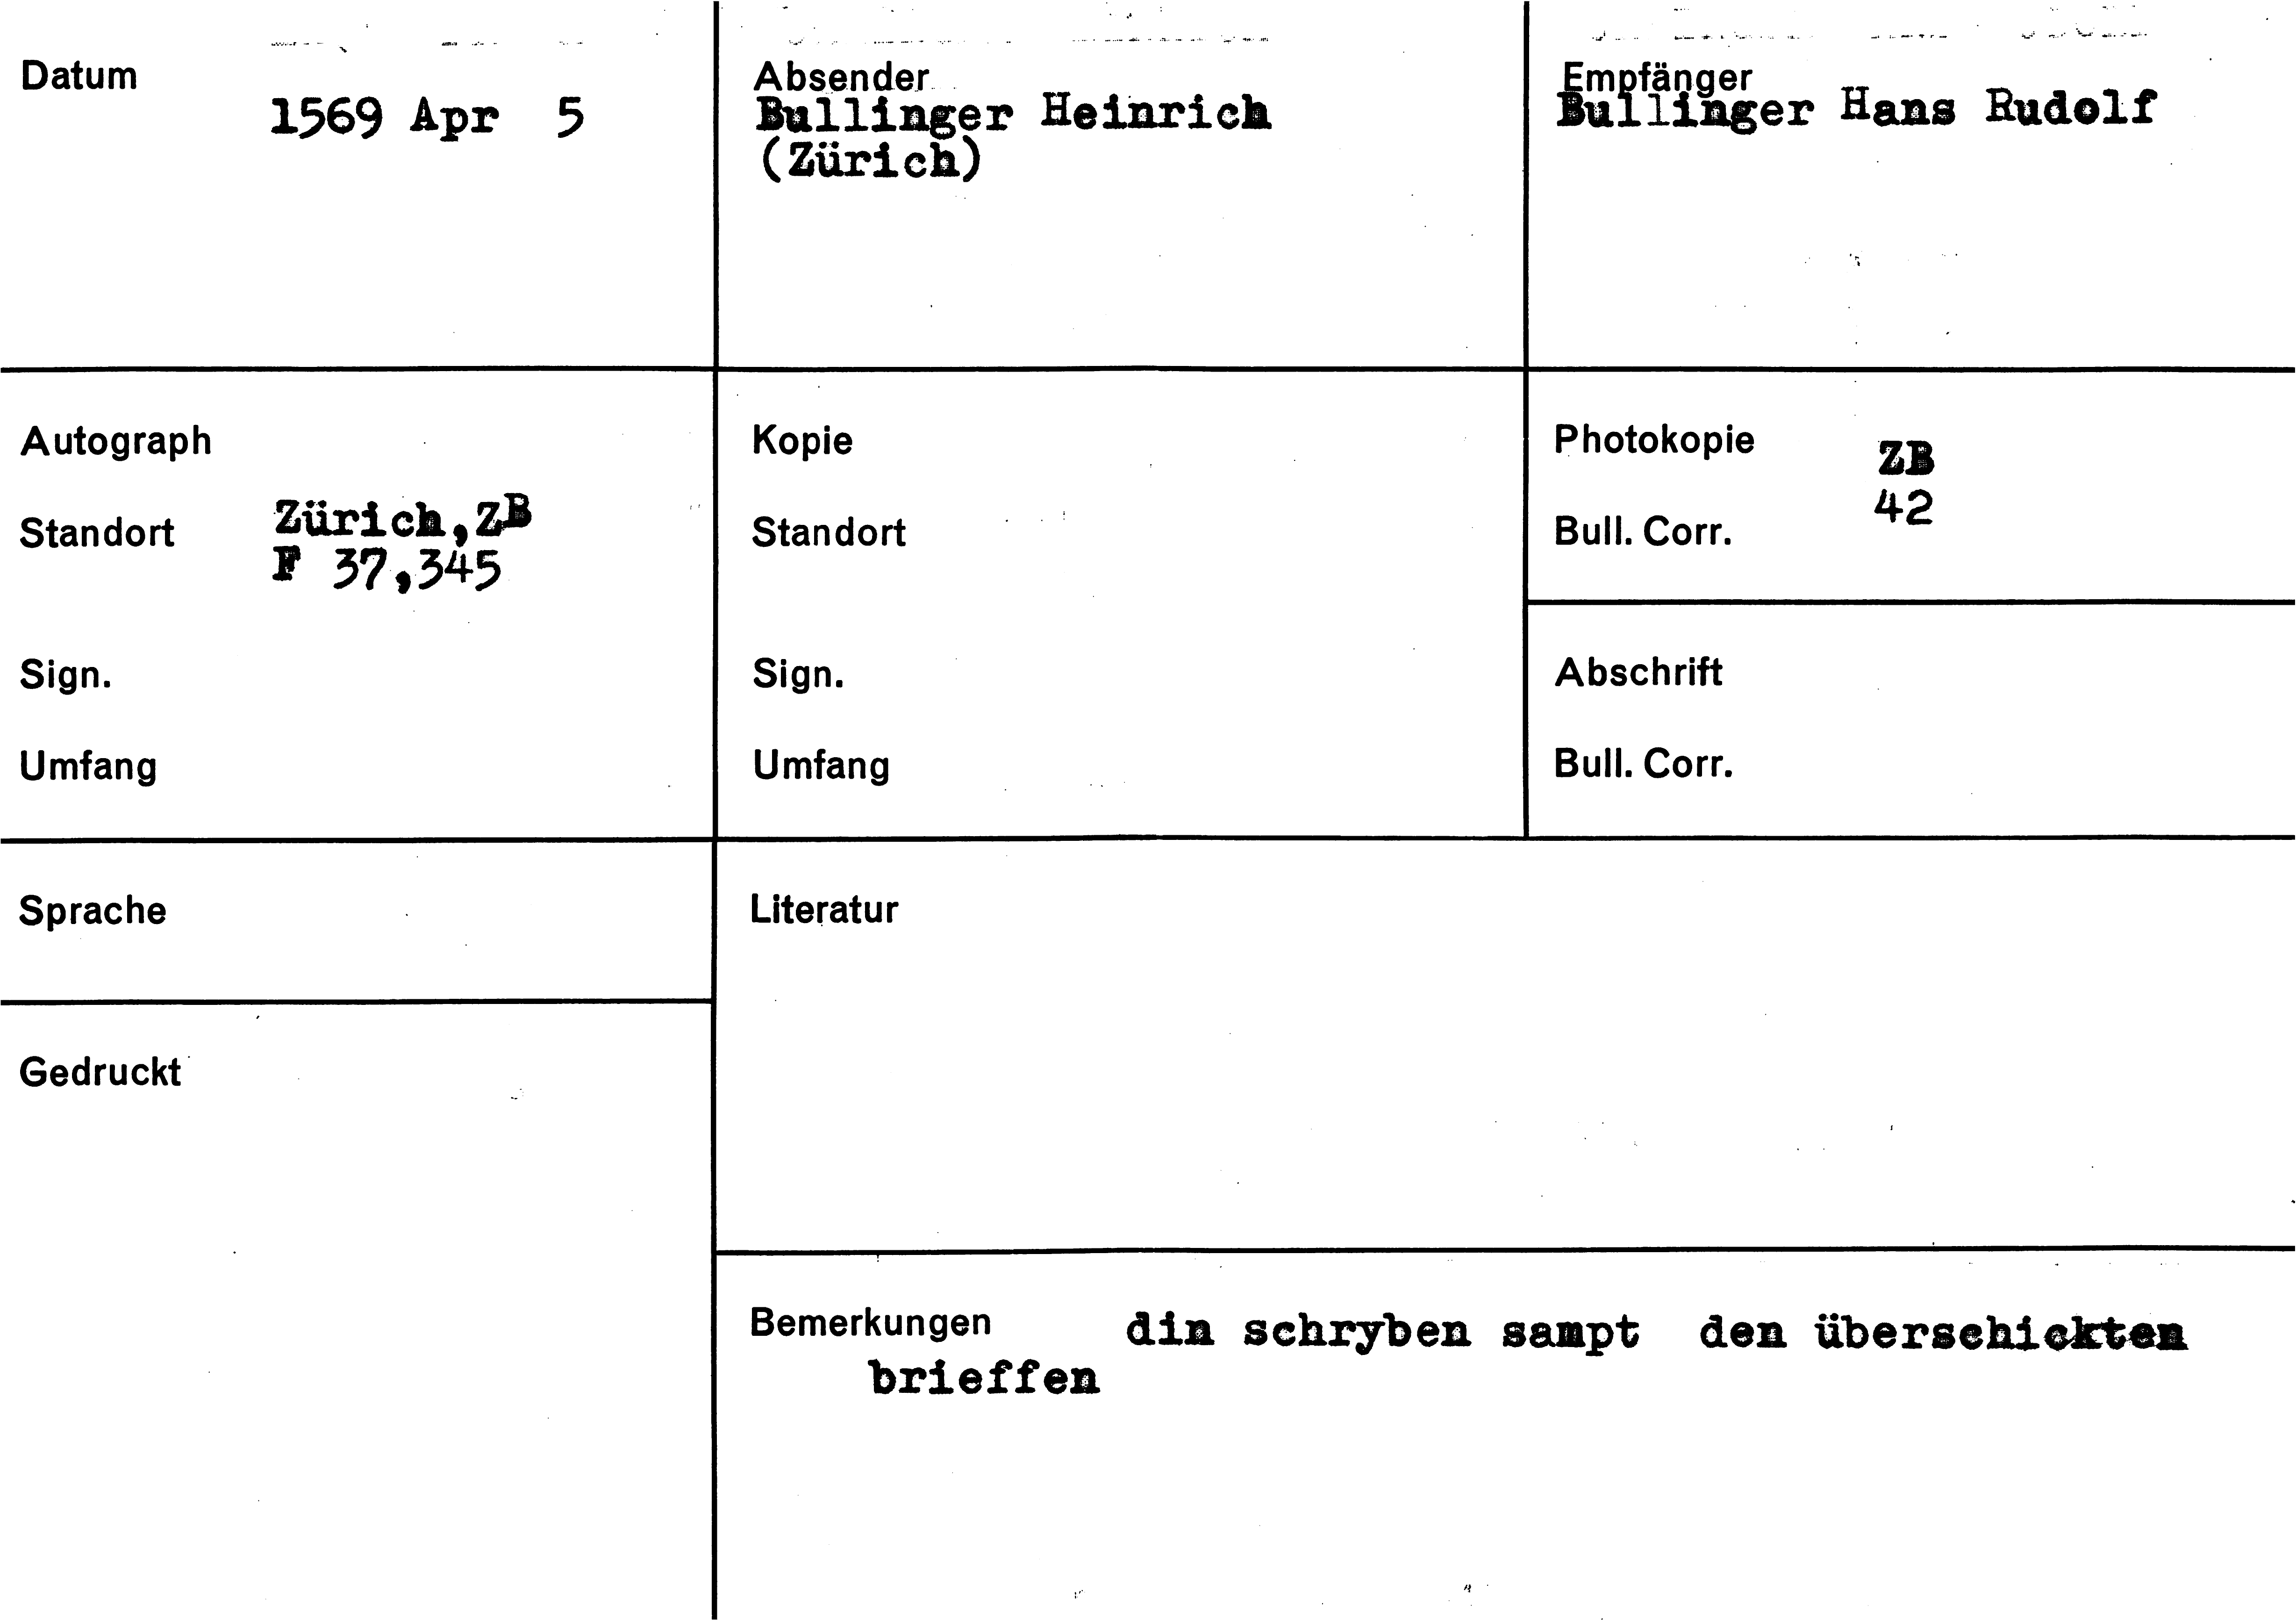 Datum
1569 Apr 5
Absender
Bullinger Heinrich
(Zürich)
Empfänger
Bullinger Hans Rudolf
Autograph
Standort Zürich,ZB
F 37,345
Sign.
Umfang
Kopie
Standort
Sign.
Umfang
Photokopie ZB
Bull. Corr. 42
Abschrift
Bull. Corr.
Sprache
Gedruckt
Literatur
Bemerkungen din schryben sampt den überschickten
brieffen